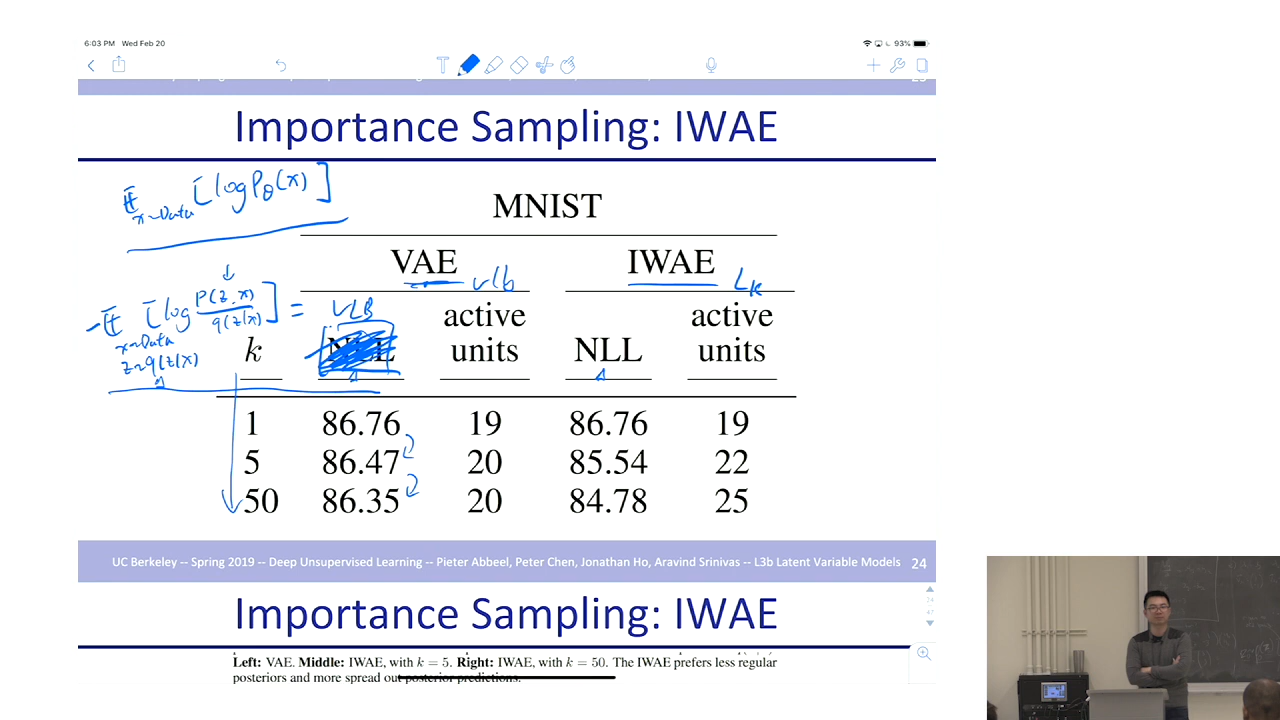 6:03 PM Wed Feb 20
93%
Importance Sampling: IWAE
E x~Data [log Pθ(x)]
MNIST
VAE IWAE
vlb Lk
-E x~Data z~q(z|x) [log P(z,x) / q(z|x)] = VLB
active active
k NLL units NLL units
1 86.76 19 86.76 19
5 86.47 20 85.54 22
50 86.35 20 84.78 25
UC Berkeley -- Spring 2019 -- Deep Unsupervised Learning -- Pieter Abbeel, Peter Chen, Jonathan Ho, Aravind Srinivas -- L3b Latent Variable Models 24
Importance Sampling: IWAE
Left: VAE. Middle: IWAE, with k = 5. Right: IWAE, with k = 50. The IWAE prefers less regular
posteriors and more spread out posterior predictions.